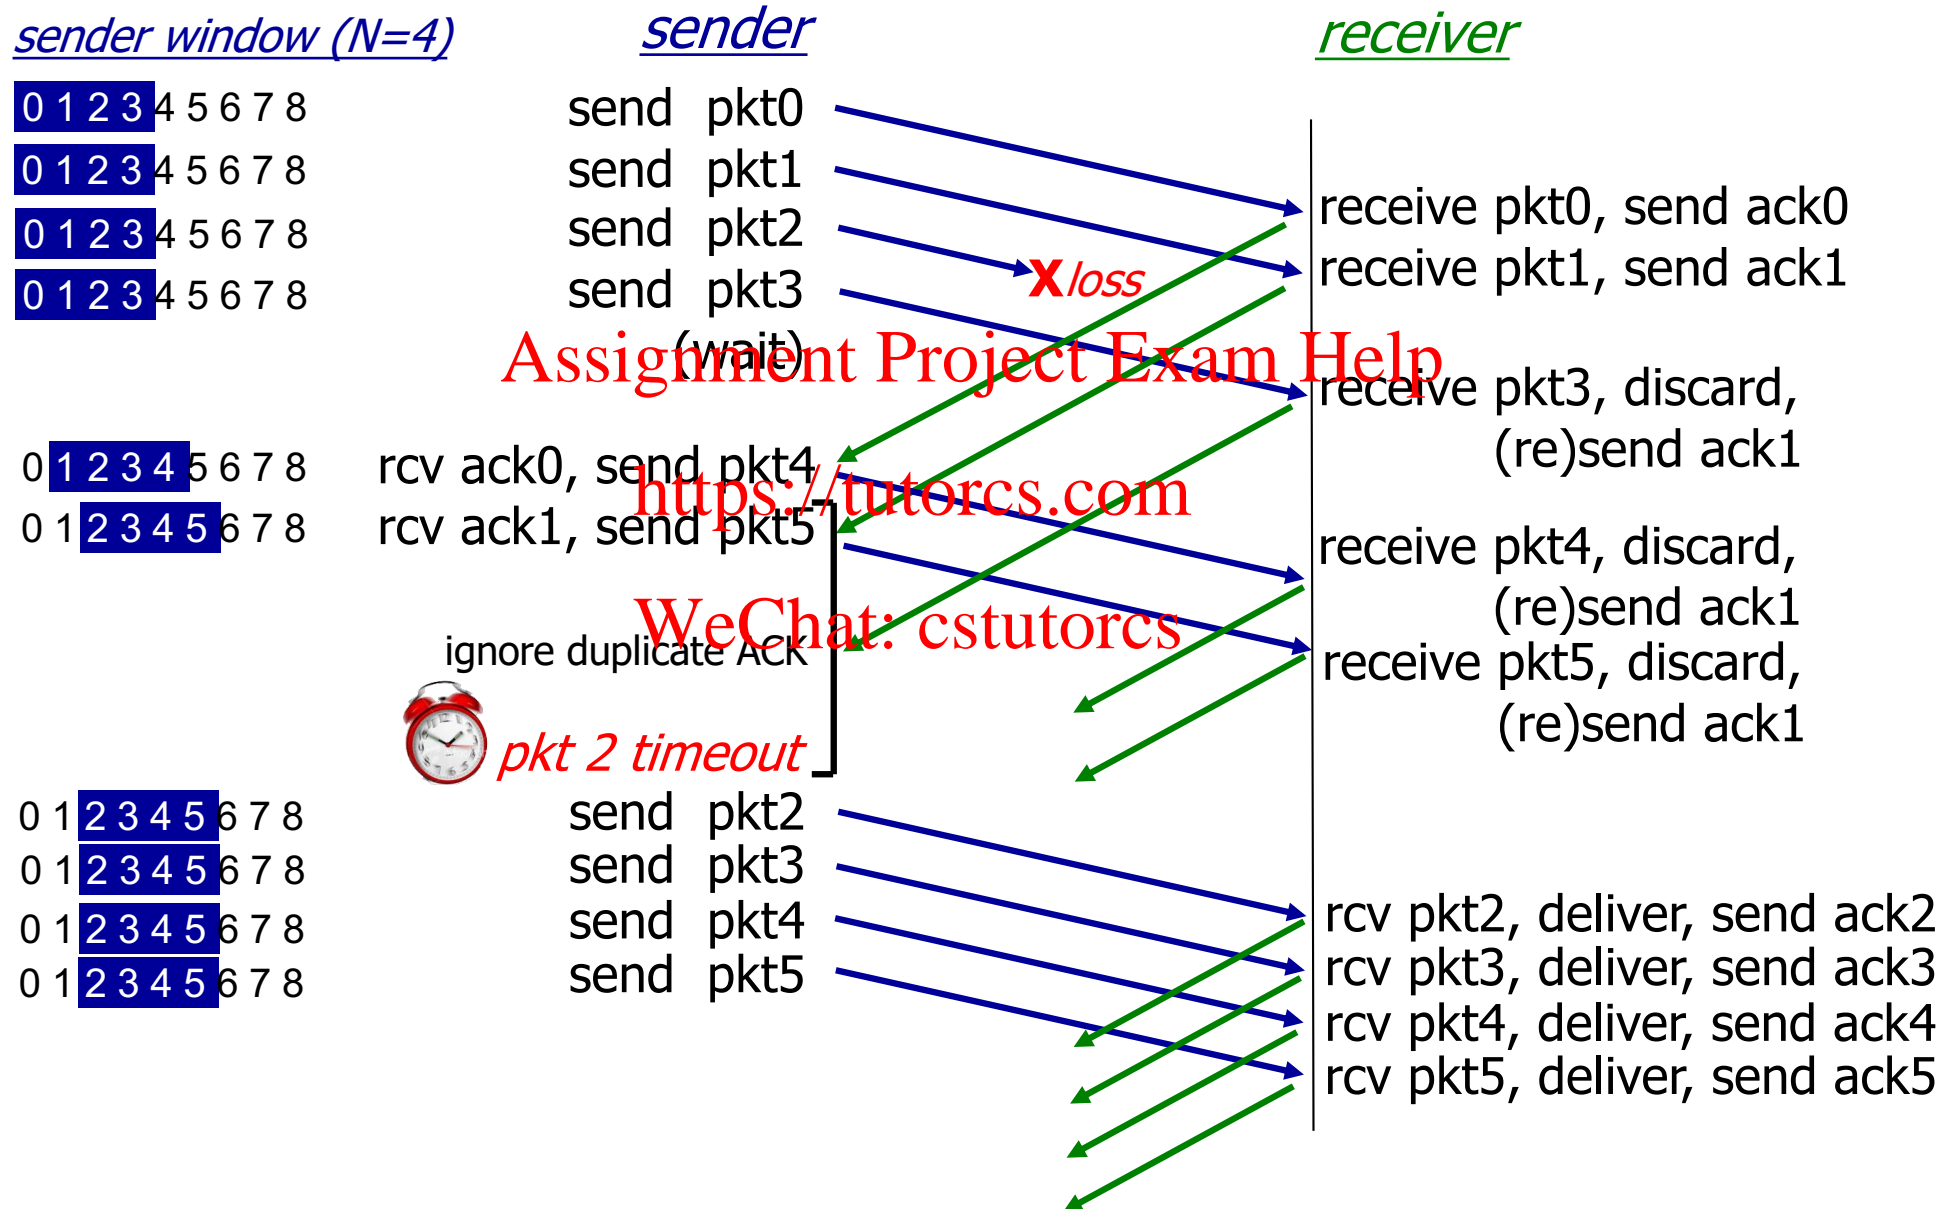 sender window (N=4)
sender
receiver
0 1 2 3 4 5 6 7 8
send pkt0
0 1 2 3 4 5 6 7 8
send pkt1
receive pkt0, send ack0
0 1 2 3 4 5 6 7 8
send pkt2
receive pkt1, send ack1
X loss
0 1 2 3 4 5 6 7 8
send pkt3
(wait)
Assignment Project Exam Help
receive pkt3, discard,
(re)send ack1
0 1 2 3 4 5 6 7 8
rcv ack0, send pkt4
https://tutorcs.com
0 1 2 3 4 5 6 7 8
rcv ack1, send pkt5
receive pkt4, discard,
(re)send ack1
WeChat: cstutorcs
ignore duplicate ACK
receive pkt5, discard,
(re)send ack1
pkt 2 timeout
0 1 2 3 4 5 6 7 8
send pkt2
0 1 2 3 4 5 6 7 8
send pkt3
0 1 2 3 4 5 6 7 8
send pkt4
rcv pkt2, deliver, send ack2
0 1 2 3 4 5 6 7 8
send pkt5
rcv pkt3, deliver, send ack3
rcv pkt4, deliver, send ack4
rcv pkt5, deliver, send ack5